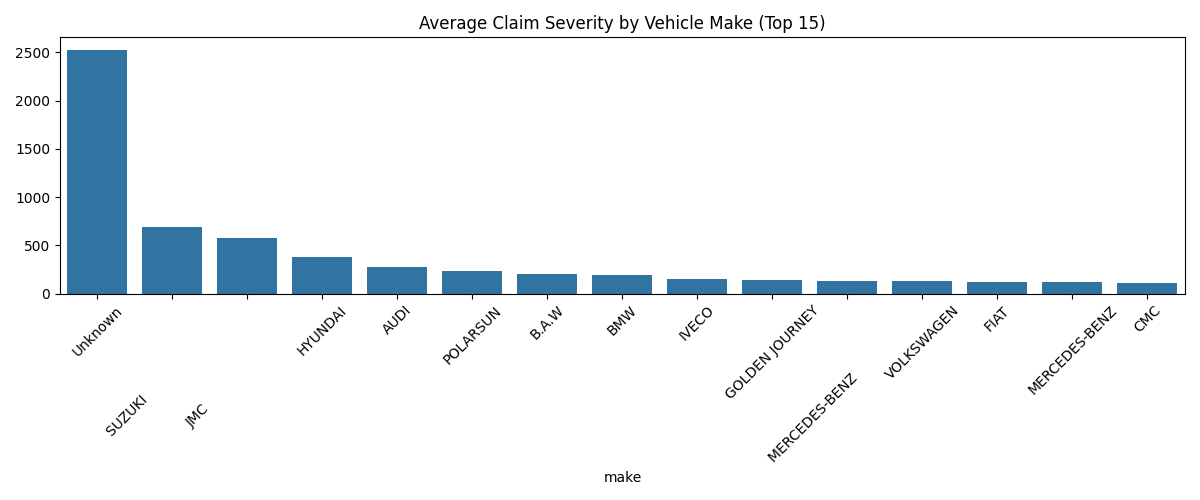 Average Claim Severity by Vehicle Make (Top 15)
2500
2000
1500
1000
500
0
Unknown
SUZUKI
JMC
HYUNDAI
AUDI
POLARSUN
B.A.W
BMW
IVECO
GOLDEN JOURNEY
MERCEDES-BENZ
VOLKSWAGEN
FIAT
MERCEDES-BENZ
CMC
make